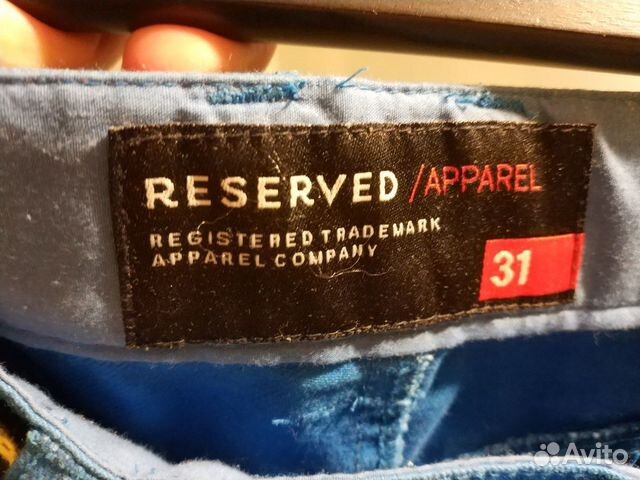 RESERVED /APPAREL
REGISTERED TRADEMARK
APPAREL COMPANY
31
Avito